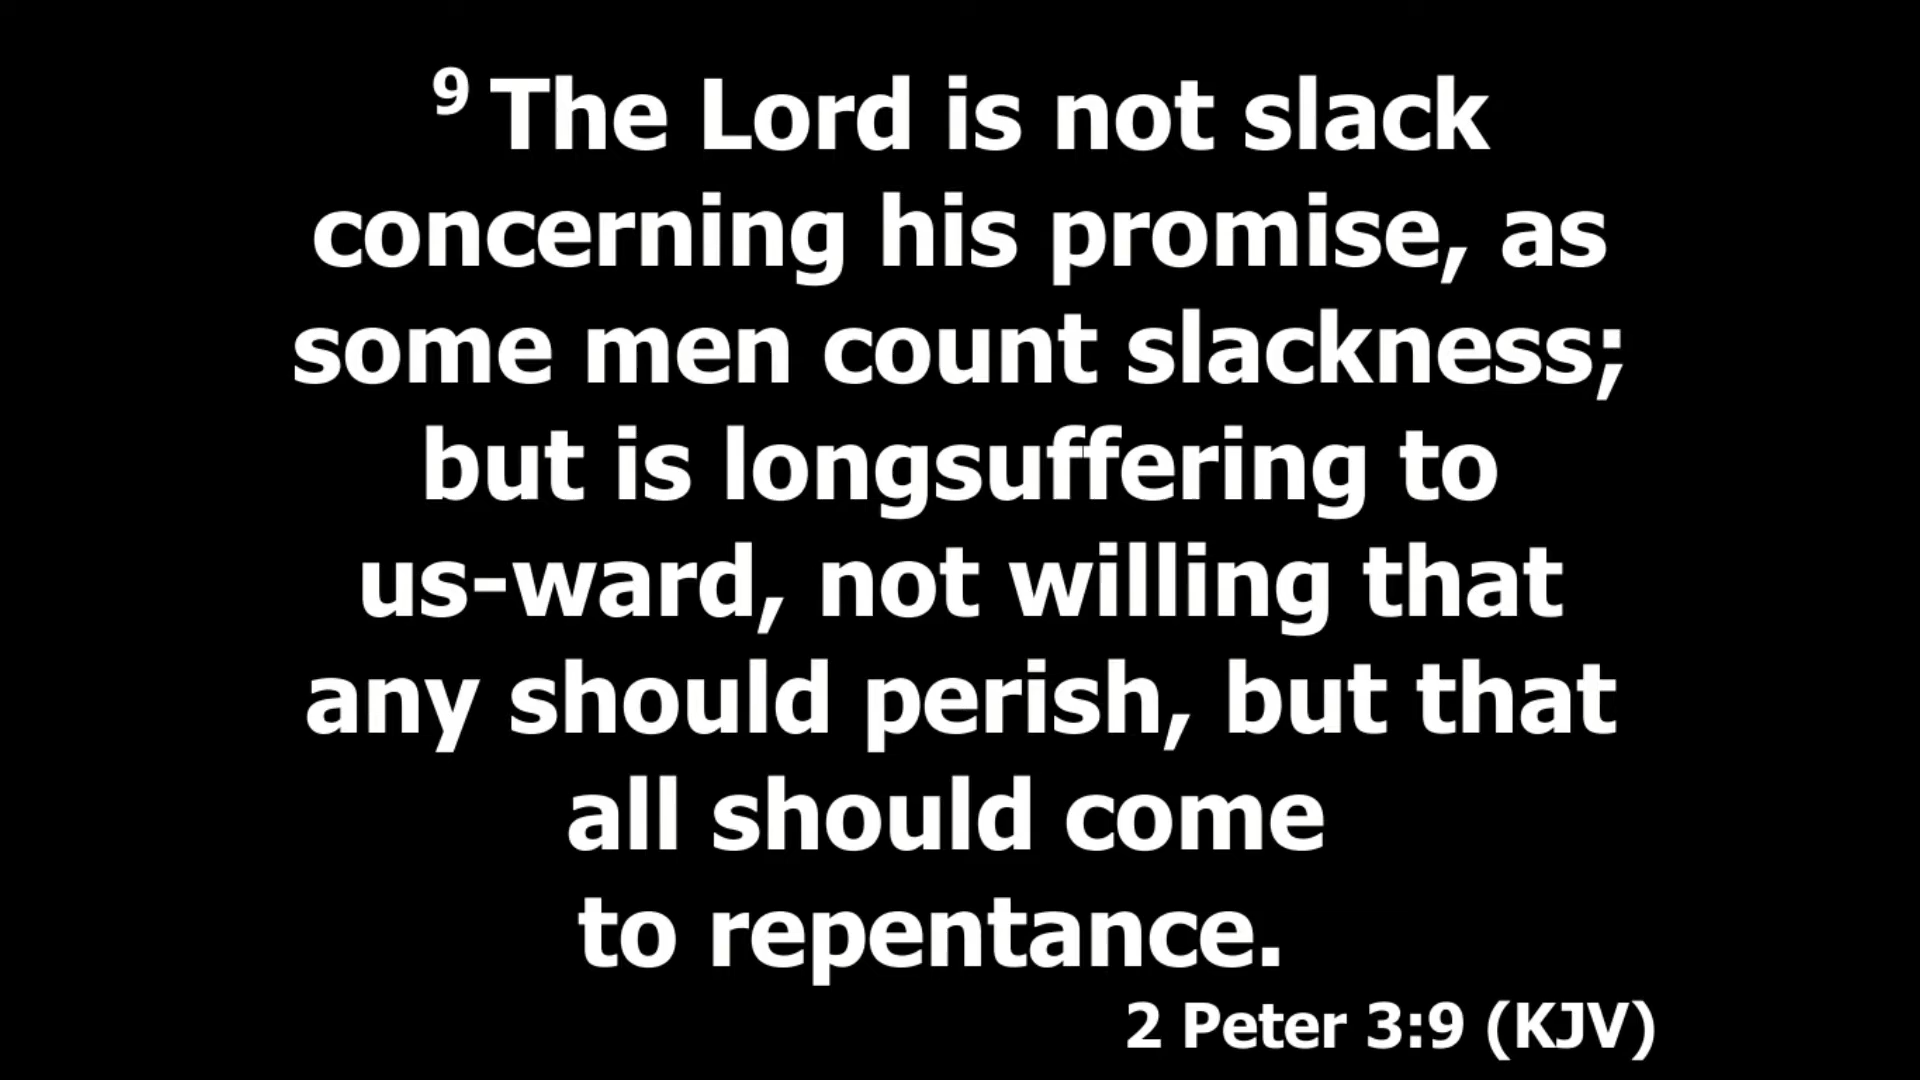 9 The Lord is not slack
concerning his promise, as
some men count slackness;
but is longsuffering to
us-ward, not willing that
any should perish, but that
all should come
to repentance.
2 Peter 3:9 (KJV)